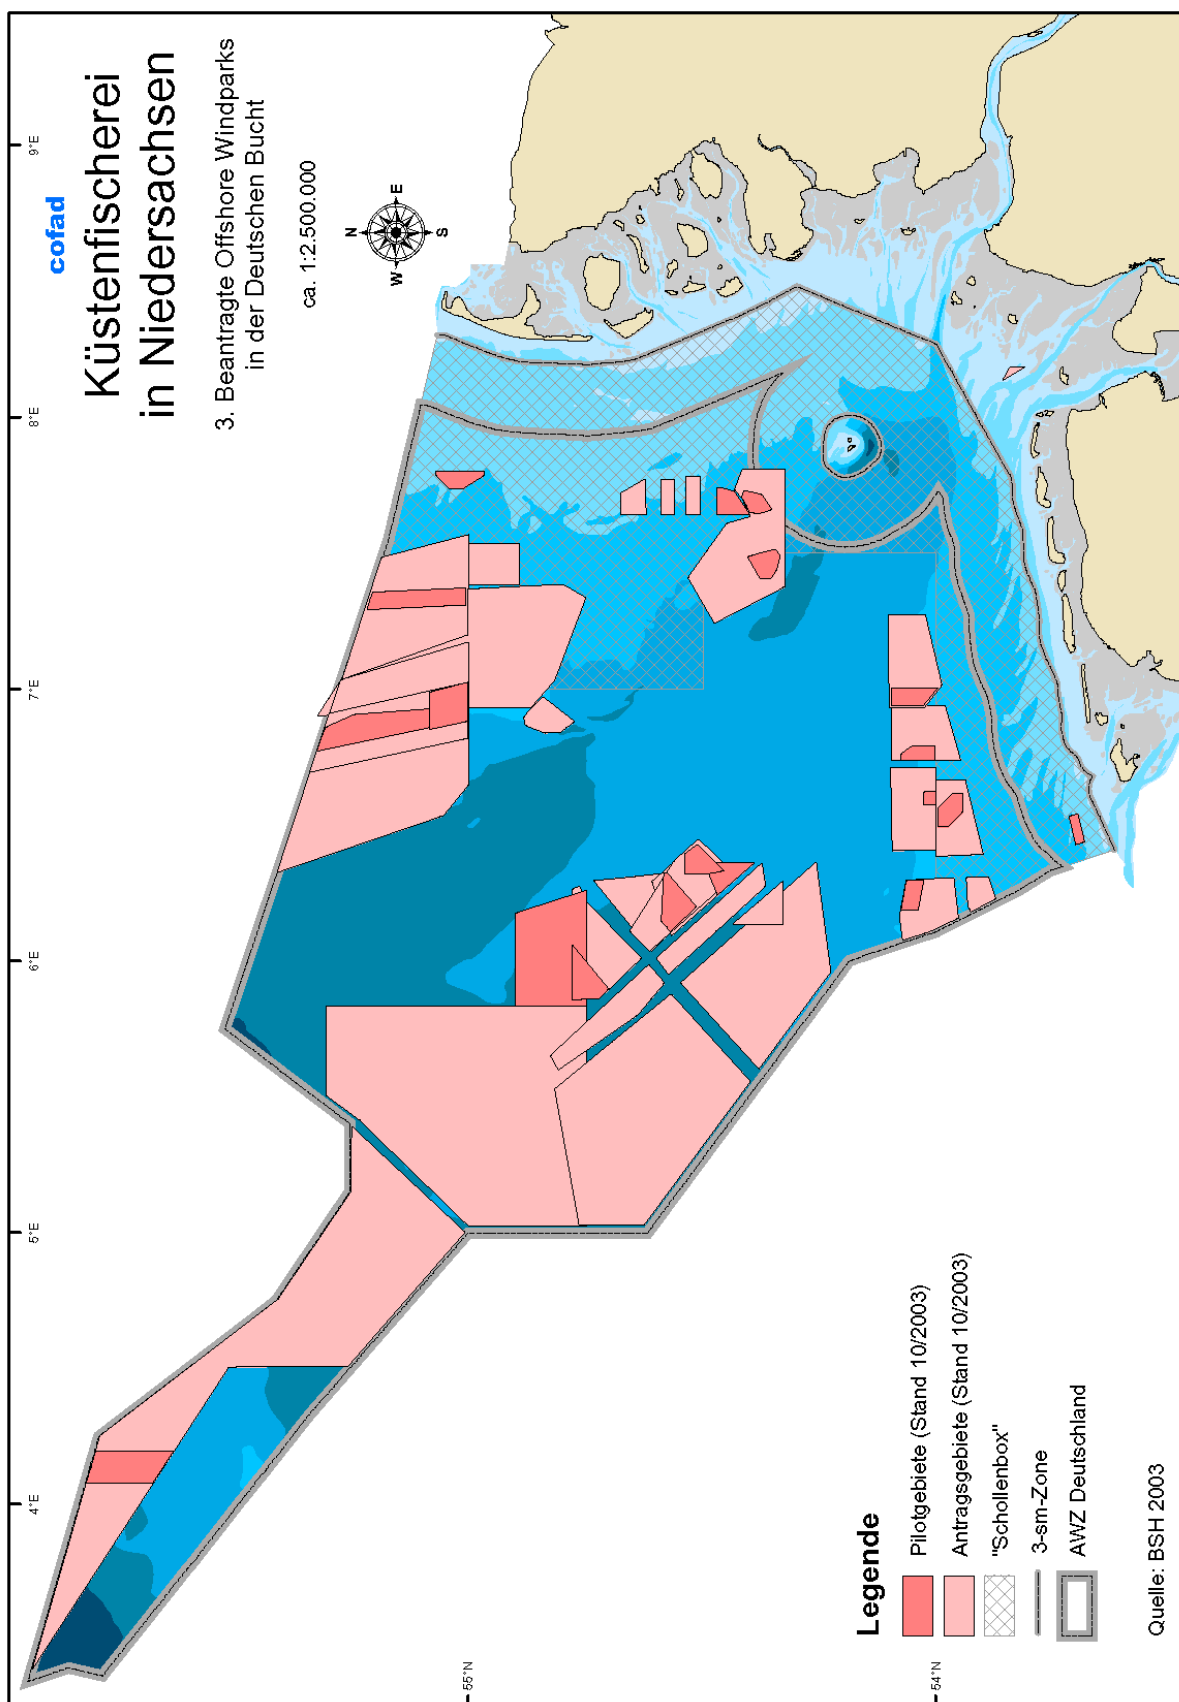 cofad
Küstenfischerei
in Niedersachsen
3. Beantragte Offshore Windparks
in der Deutschen Bucht
ca. 1:2.500.000
N
W
E
S
4°E
5°E
6°E
7°E
8°E
9°E
55°N
54°N
Legende
Pilotgebiete (Stand 10/2003)
Antragsgebiete (Stand 10/2003)
"Schollenbox"
3-sm-Zone
AWZ Deutschland
Quelle: BSH 2003